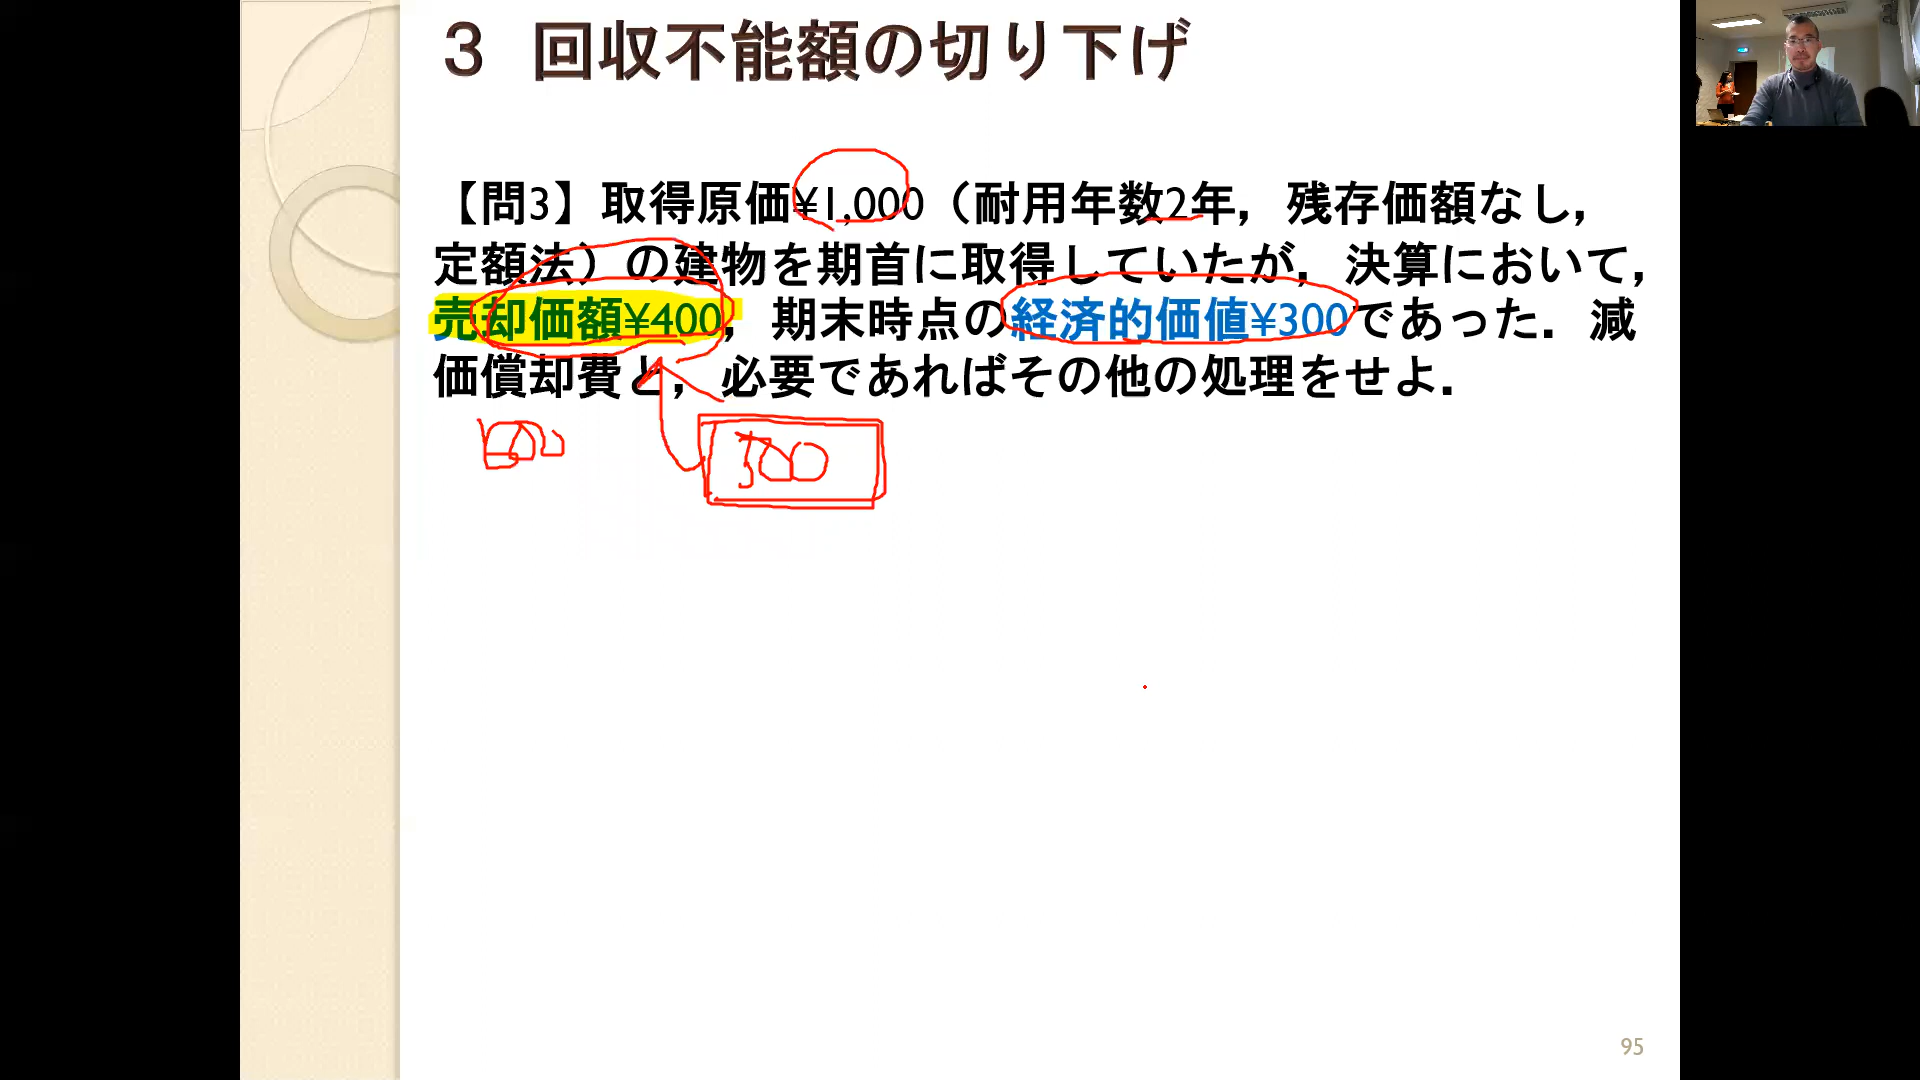 ３ 回収不能額の切り下げ
【問3】取得原価¥1,000（耐用年数2年，残存価額なし，
定額法）の建物を期首に取得していたが，決算において，
売却価額¥400，期末時点の経済的価値¥300であった．減
価償却費と，必要であればその他の処理をせよ．
500
95